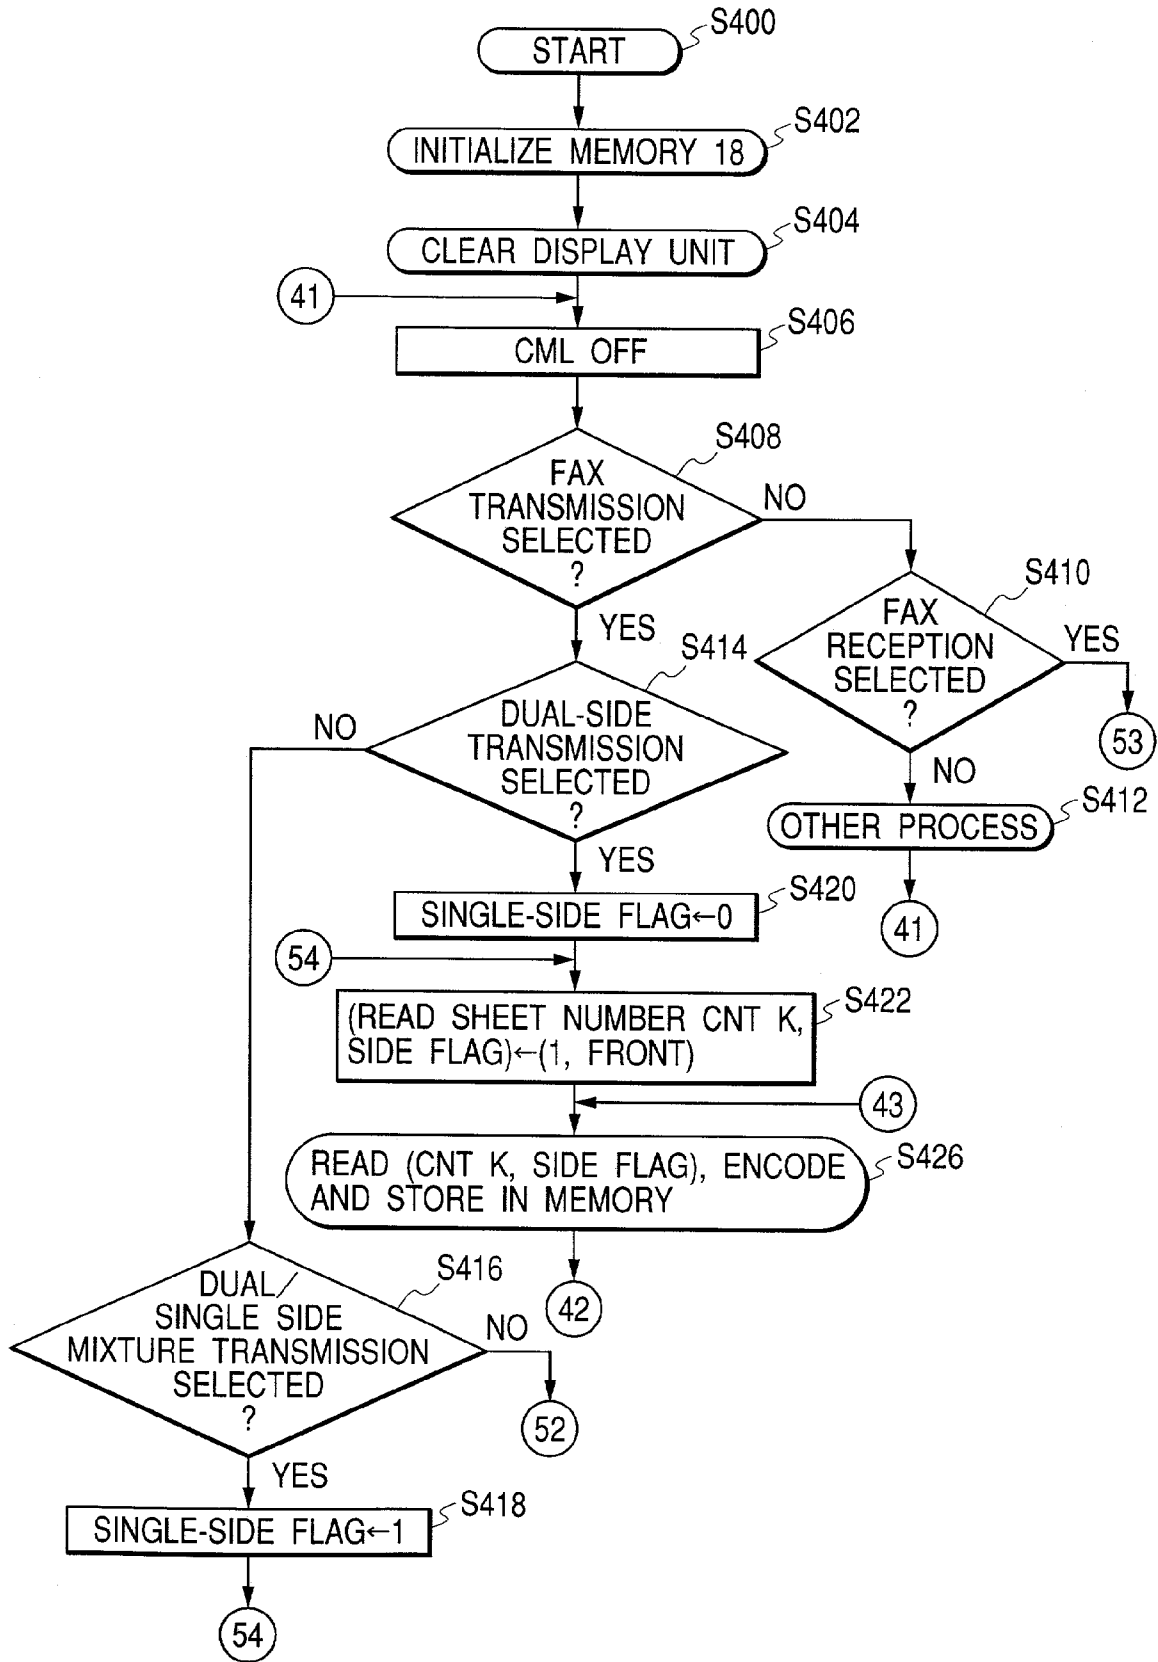 S400
START
S402
INITIALIZE MEMORY 18
S404
CLEAR DISPLAY UNIT
41
S406
CML OFF
S408
FAX
TRANSMISSION
SELECTED
?
NO
YES
S410
FAX
RECEPTION
SELECTED
?
YES
53
NO
S412
OTHER PROCESS
41
S414
DUAL-SIDE
TRANSMISSION
SELECTED
?
NO
YES
S420
SINGLE-SIDE FLAG←0
54
S422
(READ SHEET NUMBER CNT K,
SIDE FLAG)←(1, FRONT)
43
S426
READ (CNT K, SIDE FLAG), ENCODE
AND STORE IN MEMORY
42
S416
DUAL/
SINGLE SIDE
MIXTURE TRANSMISSION
SELECTED
?
NO
52
YES
S418
SINGLE-SIDE FLAG←1
54